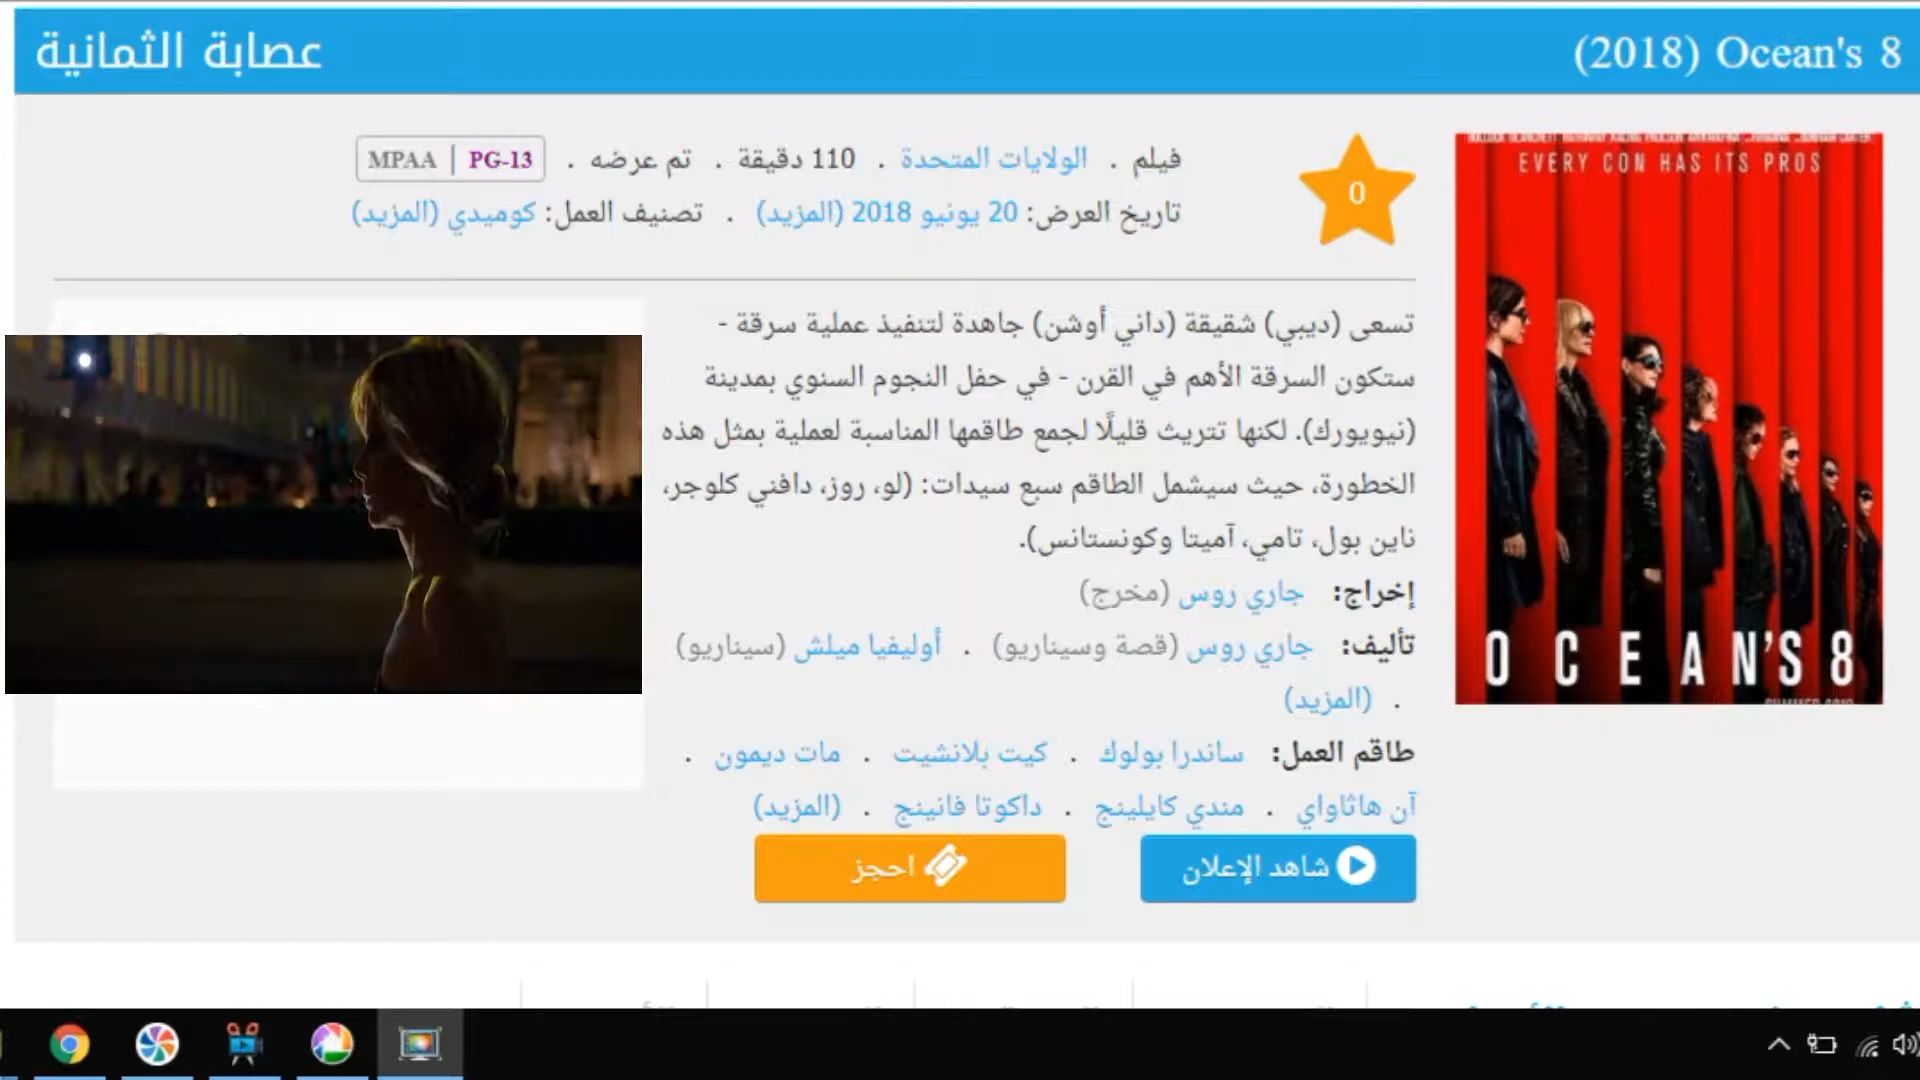 Ocean's 8 (2018)
عصابة الثمانية
فيلم . الولايات المتحدة . 110 دقيقة . تم عرضه . MPAA | PG-13
تاريخ العرض: 20 يونيو 2018 (المزيد) . تصنيف العمل: كوميدي (المزيد)
0
تسعى (ديبي) شقيقة (داني أوشن) جاهدة لتنفيذ عملية سرقة -
ستكون السرقة الأهم في القرن - في حفل النجوم السنوي بمدينة
(نيويورك). لكنها تتريث قليلًا لجمع طاقمها المناسبة لعملية بمثل هذه
الخطورة، حيث سيشمل الطاقم سبع سيدات: (لو، روز، دافني كلوجر،
ناين بول، تامي، آميتا وكونستانس).
إخراج: جاري روس (مخرج)
تأليف: جاري روس (قصة وسيناريو) . أوليفيا ميلش (سيناريو)
. (المزيد)
طاقم العمل: ساندرا بولوك . كيت بلانشيت . مات ديمون .
آن هاثاواي . مندي كايلينج . داكوتا فانينج . (المزيد)
شاهد الإعلان
احجز
EVERY CON HAS ITS PROS
OCEAN'S 8